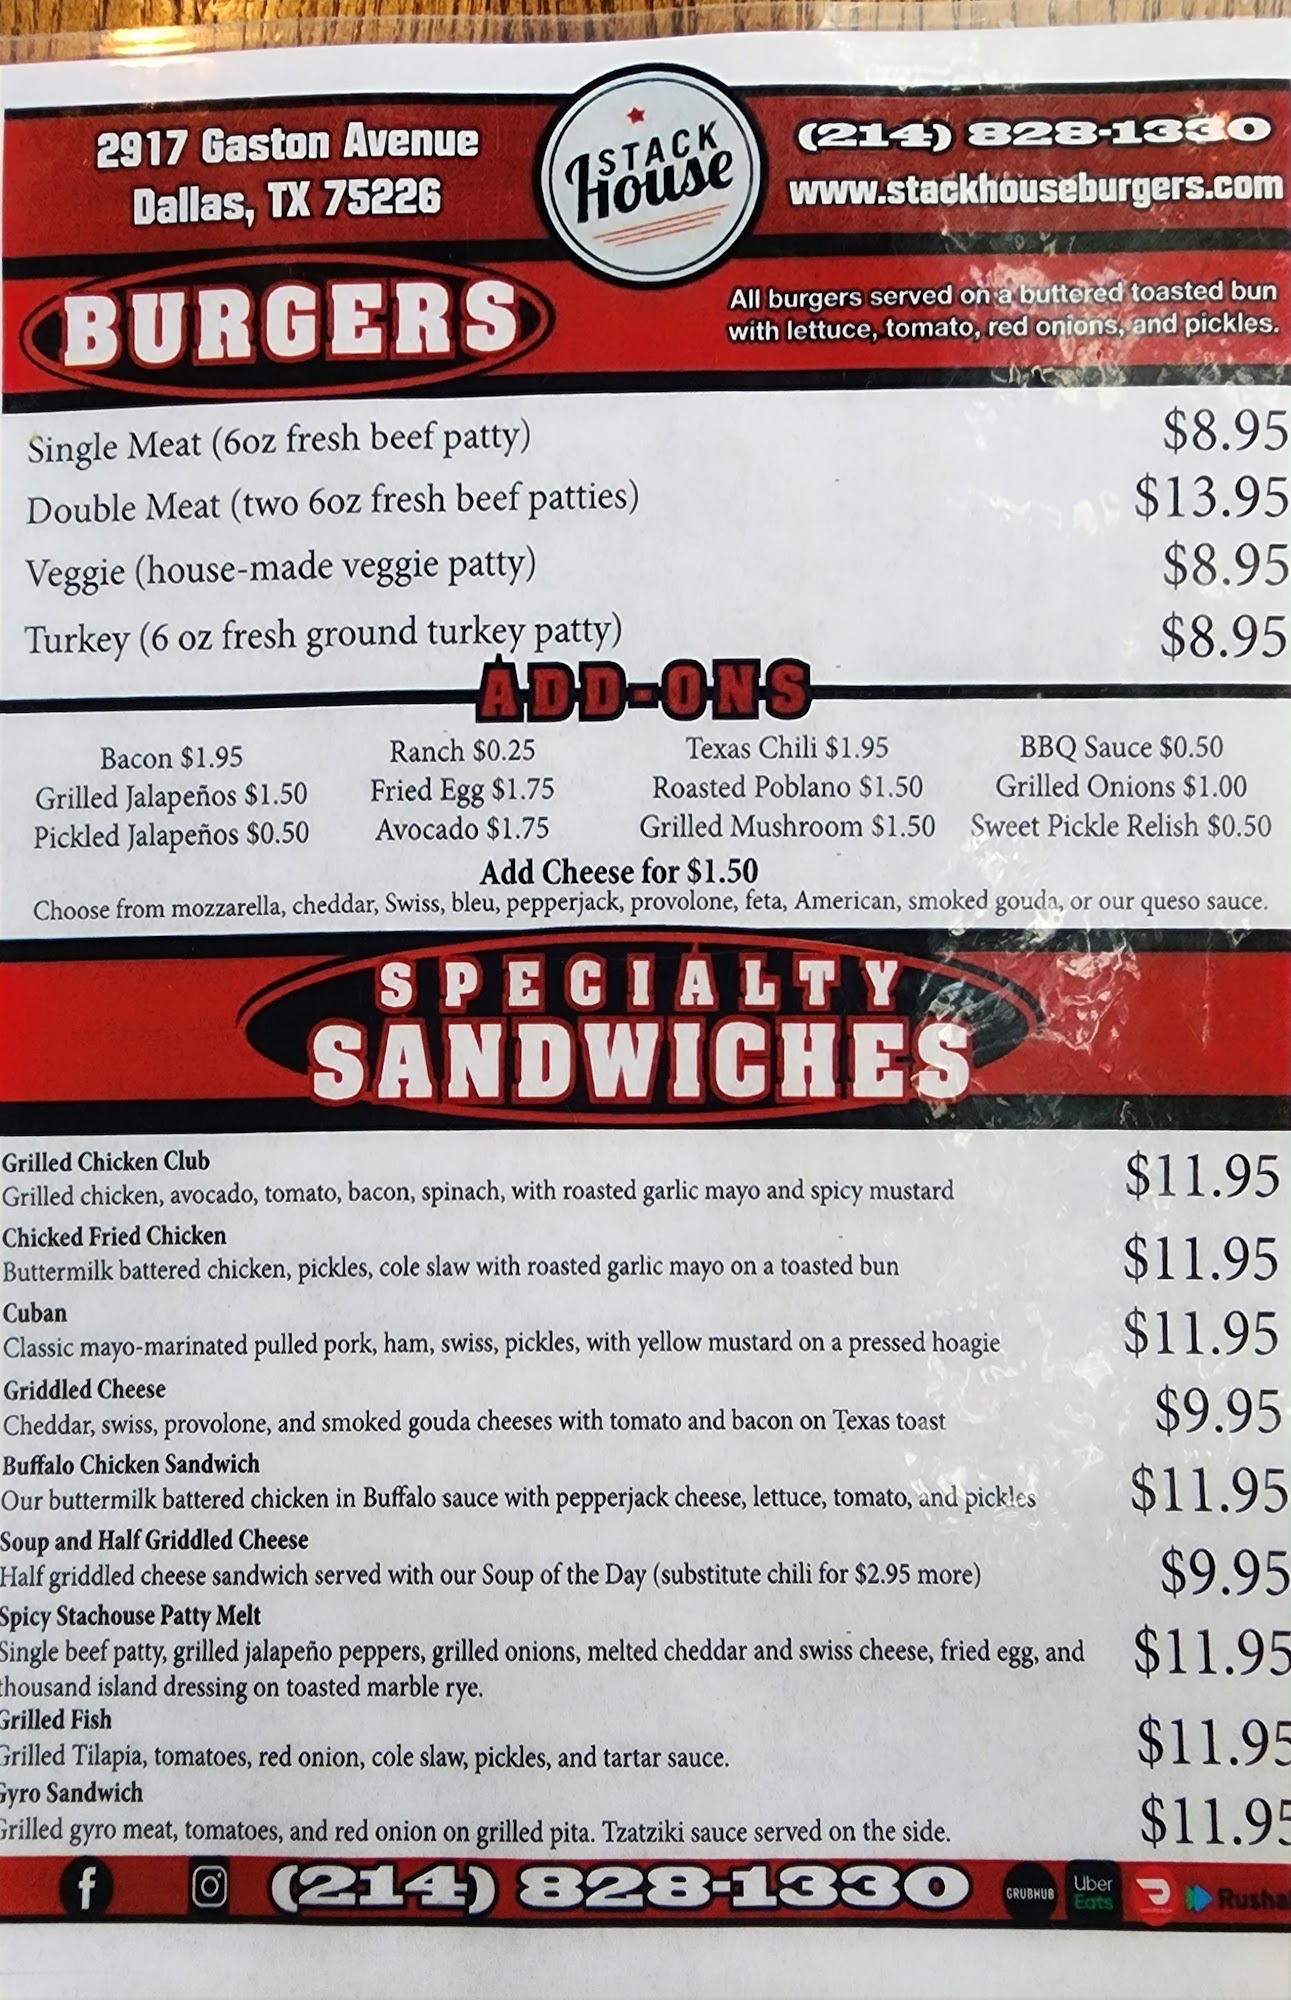 2917 Gaston Avenue
Dallas, TX 75226
STACK
House
(214) 828-1330
www.stackhouseburgers.com
BURGERS
All burgers served on a buttered toasted bun
with lettuce, tomato, red onions, and pickles.
Single Meat (6oz fresh beef patty) $8.95
Double Meat (two 6oz fresh beef patties) $13.95
Veggie (house-made veggie patty) $8.95
Turkey (6 oz fresh ground turkey patty) $8.95
ADD-ONS
Bacon $1.95 Ranch $0.25 Texas Chili $1.95 BBQ Sauce $0.50
Grilled Jalapeños $1.50 Fried Egg $1.75 Roasted Poblano $1.50 Grilled Onions $1.00
Pickled Jalapeños $0.50 Avocado $1.75 Grilled Mushroom $1.50 Sweet Pickle Relish $0.50
Add Cheese for $1.50
Choose from mozzarella, cheddar, Swiss, bleu, pepperjack, provolone, feta, American, smoked gouda, or our queso sauce.
SPECIALTY
SANDWICHES
Grilled Chicken Club $11.95
Grilled chicken, avocado, tomato, bacon, spinach, with roasted garlic mayo and spicy mustard
Chicked Fried Chicken $11.95
Buttermilk battered chicken, pickles, cole slaw with roasted garlic mayo on a toasted bun
Cuban $11.95
Classic mayo-marinated pulled pork, ham, swiss, pickles, with yellow mustard on a pressed hoagie
Griddled Cheese $9.95
Cheddar, swiss, provolone, and smoked gouda cheeses with tomato and bacon on Texas toast
Buffalo Chicken Sandwich $11.95
Our buttermilk battered chicken in Buffalo sauce with pepperjack cheese, lettuce, tomato, and pickles
Soup and Half Griddled Cheese $9.95
Half griddled cheese sandwich served with our Soup of the Day (substitute chili for $2.95 more)
Spicy Stachouse Patty Melt $11.95
Single beef patty, grilled jalapeño peppers, grilled onions, melted cheddar and swiss cheese, fried egg, and
thousand island dressing on toasted marble rye.
Grilled Fish $11.95
Grilled Tilapia, tomatoes, red onion, cole slaw, pickles, and tartar sauce.
Gyro Sandwich $11.95
Grilled gyro meat, tomatoes, and red onion on grilled pita. Tzatziki sauce served on the side.
(214) 828-1330
GRUBHUB
Uber
Eats